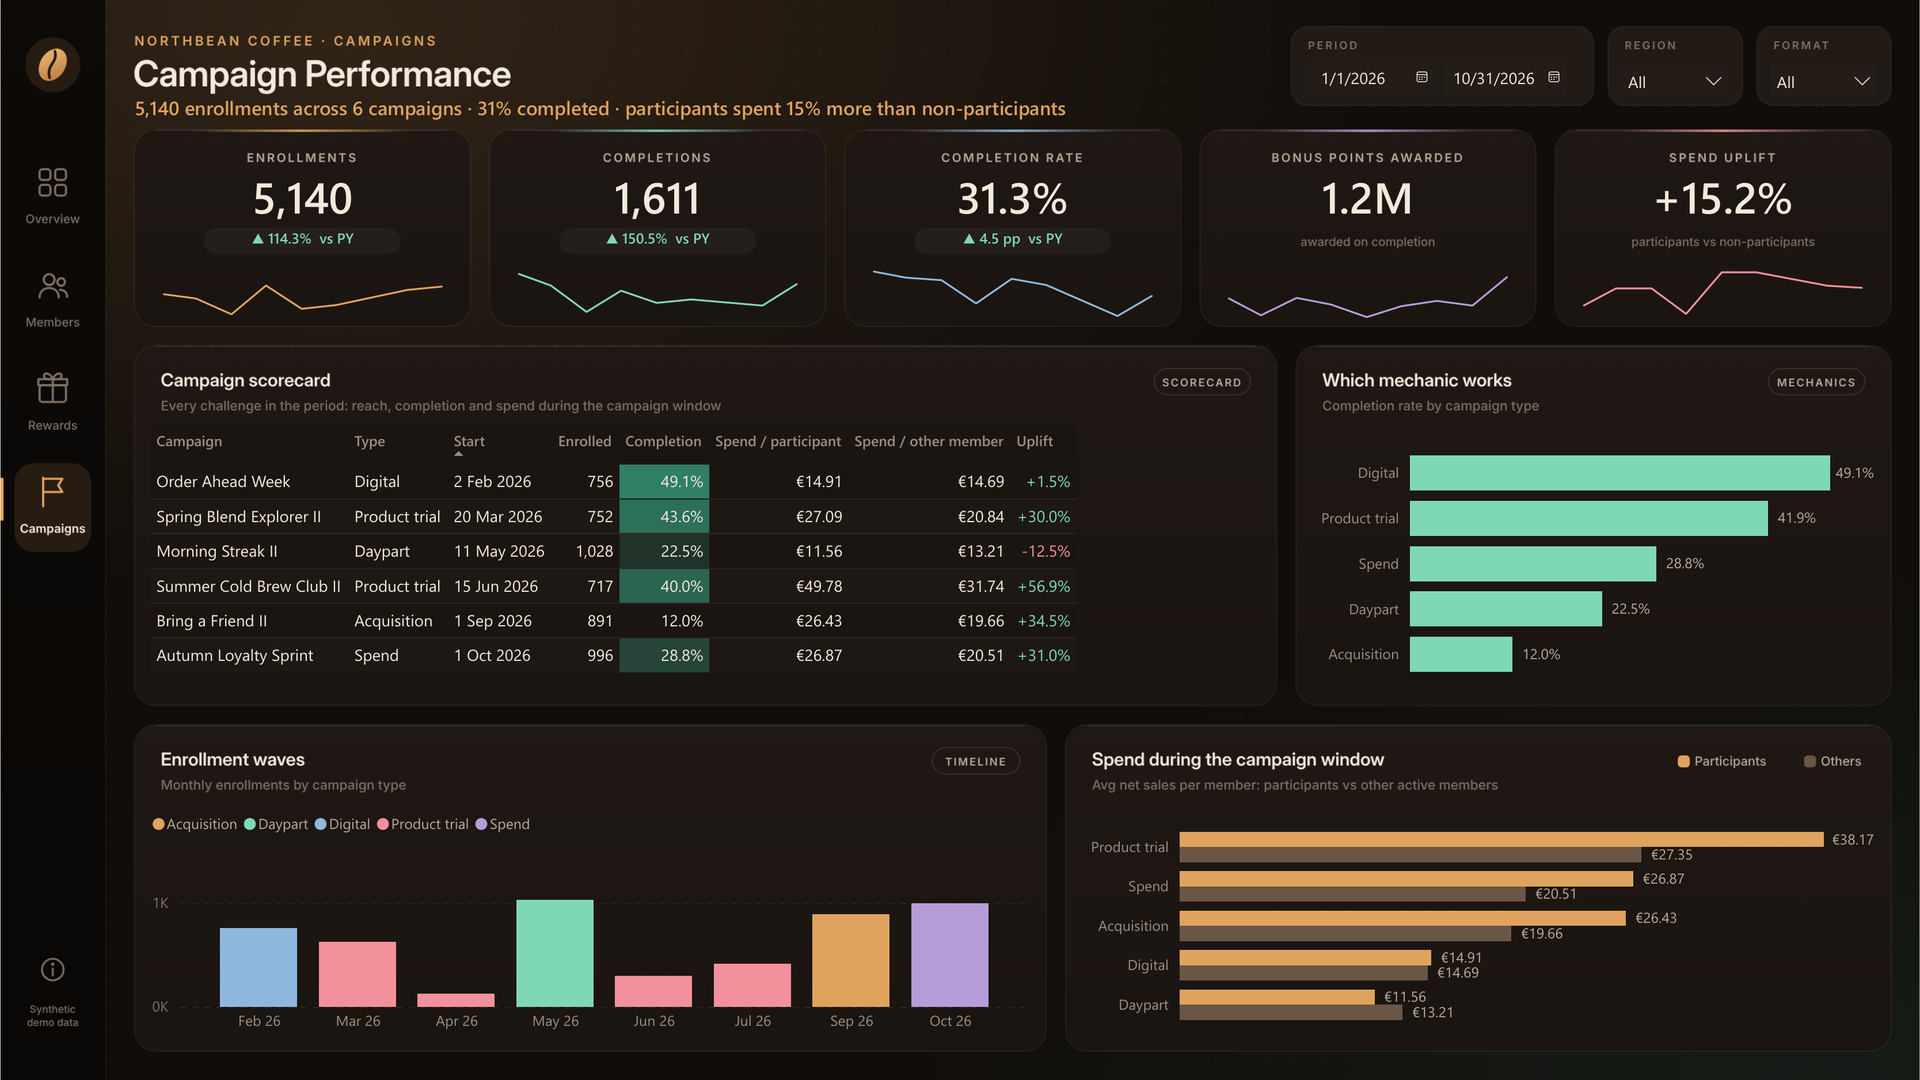 NORTHBEAN COFFEE · CAMPAIGNS
Campaign Performance
5,140 enrollments across 6 campaigns · 31% completed · participants spent 15% more than non-participants
PERIOD
1/1/2026 10/31/2026
REGION
All
FORMAT
All
Overview
Members
Rewards
Campaigns
Synthetic
demo data
ENROLLMENTS
5,140
▲ 114.3% vs PY
COMPLETIONS
1,611
▲ 150.5% vs PY
COMPLETION RATE
31.3%
▲ 4.5 pp vs PY
BONUS POINTS AWARDED
1.2M
awarded on completion
SPEND UPLIFT
+15.2%
participants vs non-participants
Campaign scorecard
SCORECARD
Every challenge in the period: reach, completion and spend during the campaign window
Campaign Type Start Enrolled Completion Spend / participant Spend / other member Uplift
Order Ahead Week Digital 2 Feb 2026 756 49.1% €14.91 €14.69 +1.5%
Spring Blend Explorer II Product trial 20 Mar 2026 752 43.6% €27.09 €20.84 +30.0%
Morning Streak II Daypart 11 May 2026 1,028 22.5% €11.56 €13.21 -12.5%
Summer Cold Brew Club II Product trial 15 Jun 2026 717 40.0% €49.78 €31.74 +56.9%
Bring a Friend II Acquisition 1 Sep 2026 891 12.0% €26.43 €19.66 +34.5%
Autumn Loyalty Sprint Spend 1 Oct 2026 996 28.8% €26.87 €20.51 +31.0%
Which mechanic works
MECHANICS
Completion rate by campaign type
Digital 49.1%
Product trial 41.9%
Spend 28.8%
Daypart 22.5%
Acquisition 12.0%
Enrollment waves
TIMELINE
Monthly enrollments by campaign type
Acquisition Daypart Digital Product trial Spend
1K
0K
Feb 26 Mar 26 Apr 26 May 26 Jun 26 Jul 26 Sep 26 Oct 26
Spend during the campaign window
Participants Others
Avg net sales per member: participants vs other active members
Product trial €38.17
€27.35
Spend €26.87
€20.51
Acquisition €26.43
€19.66
Digital €14.91
€14.69
Daypart €11.56
€13.21